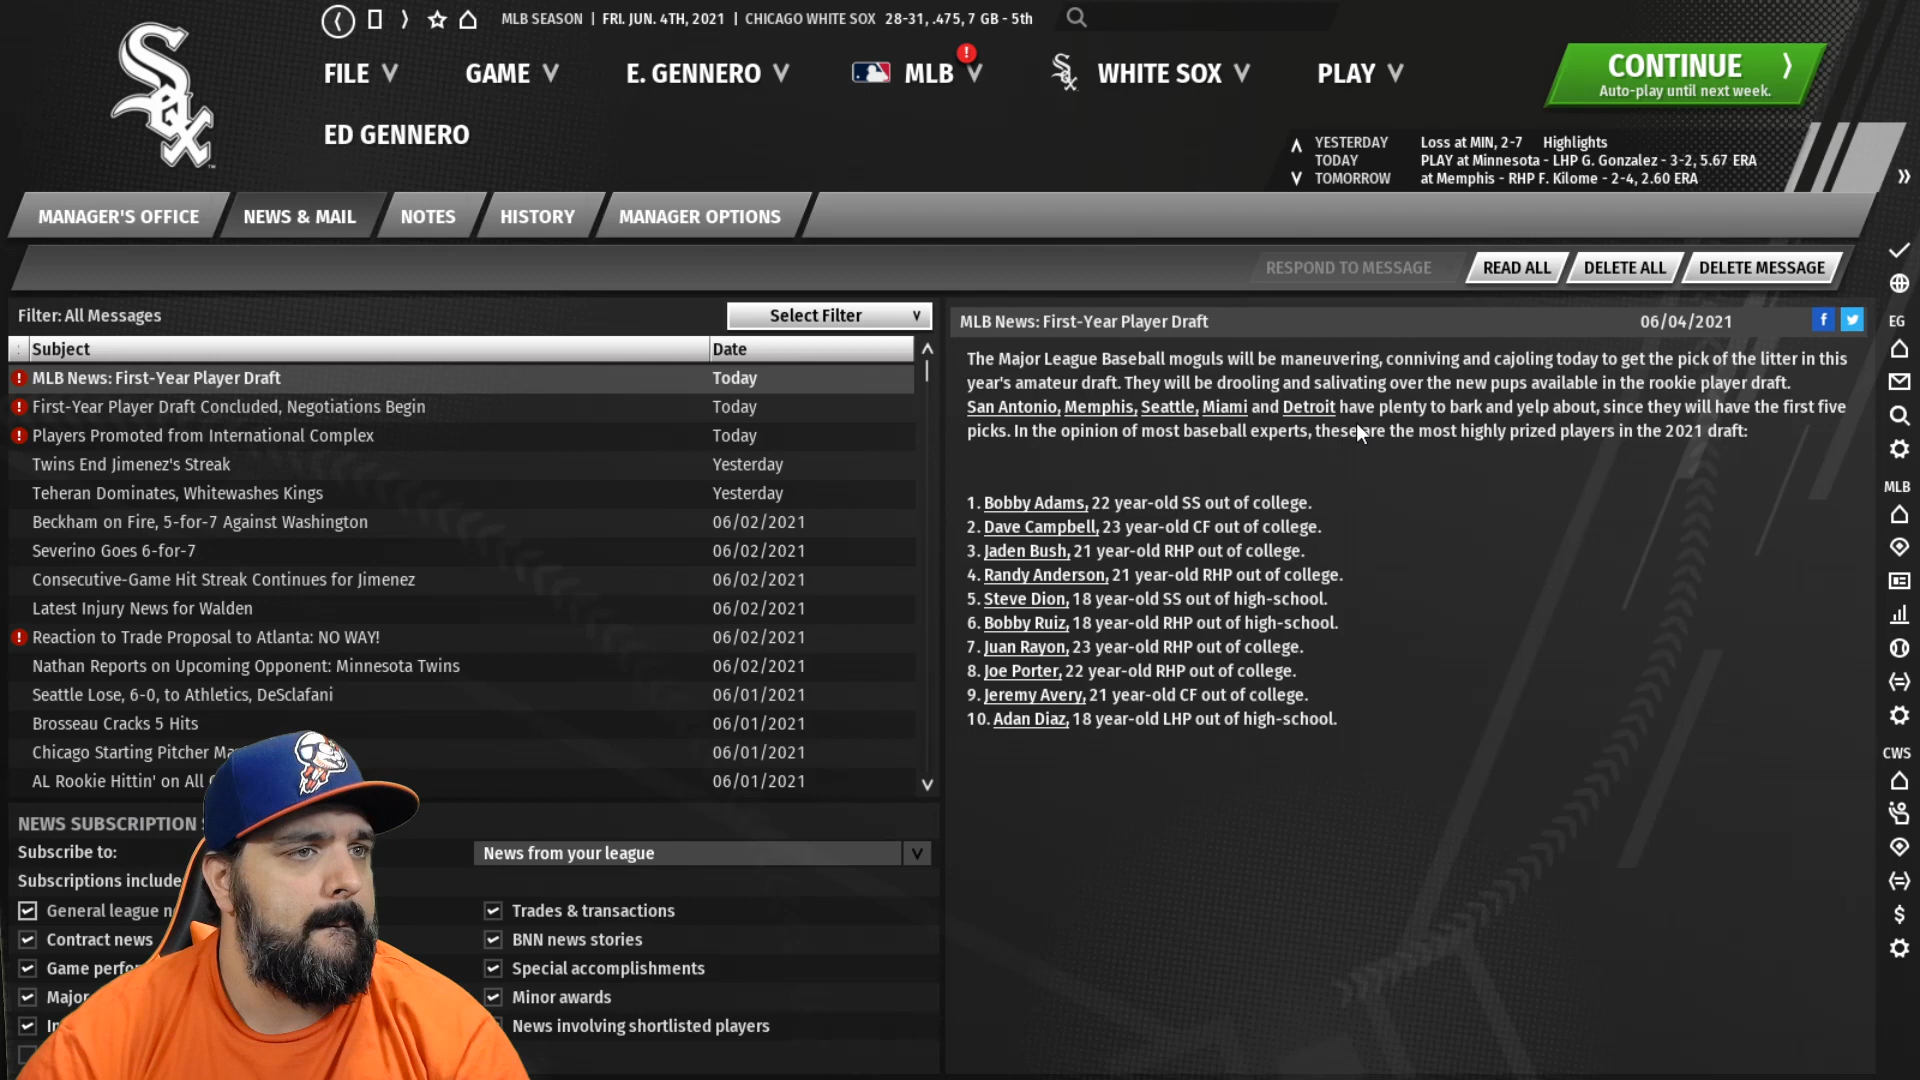 MLB SEASON | FRI. JUN. 4TH, 2021 | CHICAGO WHITE SOX 28-31, .475, 7 GB - 5th
Sox
FILE GAME E. GENNERO MLB WHITE SOX PLAY
CONTINUE
Auto-play until next week.
ED GENNERO
YESTERDAY Loss at MIN, 2-7 Highlights
TODAY PLAY at Minnesota - LHP G. Gonzalez - 3-2, 5.67 ERA
TOMORROW at Memphis - RHP F. Kilome - 2-4, 2.60 ERA
MANAGER'S OFFICE NEWS & MAIL NOTES HISTORY MANAGER OPTIONS
RESPOND TO MESSAGE READ ALL DELETE ALL DELETE MESSAGE
Filter: All Messages Select Filter
Subject Date
MLB News: First-Year Player Draft Today
First-Year Player Draft Concluded, Negotiations Begin Today
Players Promoted from International Complex Today
Twins End Jimenez's Streak Yesterday
Teheran Dominates, Whitewashes Kings Yesterday
Beckham on Fire, 5-for-7 Against Washington 06/02/2021
Severino Goes 6-for-7 06/02/2021
Consecutive-Game Hit Streak Continues for Jimenez 06/02/2021
Latest Injury News for Walden 06/02/2021
Reaction to Trade Proposal to Atlanta: NO WAY! 06/02/2021
Nathan Reports on Upcoming Opponent: Minnesota Twins 06/02/2021
Seattle Lose, 6-0, to Athletics, DeSclafani 06/01/2021
Brosseau Cracks 5 Hits 06/01/2021
Chicago Starting Pitcher 06/01/2021
AL Rookie Hittin' on All 06/01/2021
NEWS SUBSCRIPTION
Subscribe to: News from your league
Subscriptions include
General league Trades & transactions
Contract news BNN news stories
Game Special accomplishments
Major Minor awards
News involving shortlisted players
MLB News: First-Year Player Draft 06/04/2021
The Major League Baseball moguls will be maneuvering, conniving and cajoling today to get the pick of the litter in this
year's amateur draft. They will be drooling and salivating over the new pups available in the rookie player draft.
San Antonio, Memphis, Seattle, Miami and Detroit have plenty to bark and yelp about, since they will have the first five
picks. In the opinion of most baseball experts, these are the most highly prized players in the 2021 draft:
1. Bobby Adams, 22 year-old SS out of college.
2. Dave Campbell, 23 year-old CF out of college.
3. Jaden Bush, 21 year-old RHP out of college.
4. Randy Anderson, 21 year-old RHP out of college.
5. Steve Dion, 18 year-old SS out of high-school.
6. Bobby Ruiz, 18 year-old RHP out of high-school.
7. Juan Rayon, 23 year-old RHP out of college.
8. Joe Porter, 22 year-old RHP out of college.
9. Jeremy Avery, 21 year-old CF out of college.
10. Adan Diaz, 18 year-old LHP out of high-school.
EG
MLB
CWS